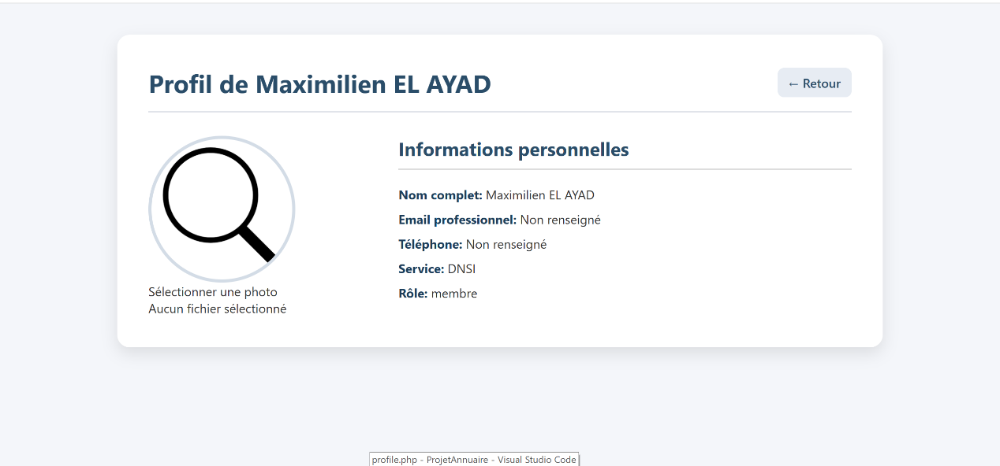 Profil de Maximilien EL AYAD
← Retour
Informations personnelles
Nom complet: Maximilien EL AYAD
Email professionnel: Non renseigné
Téléphone: Non renseigné
Service: DNSI
Rôle: membre
Sélectionner une photo
Aucun fichier sélectionné
profile.php - ProjetAnnuaire - Visual Studio Code